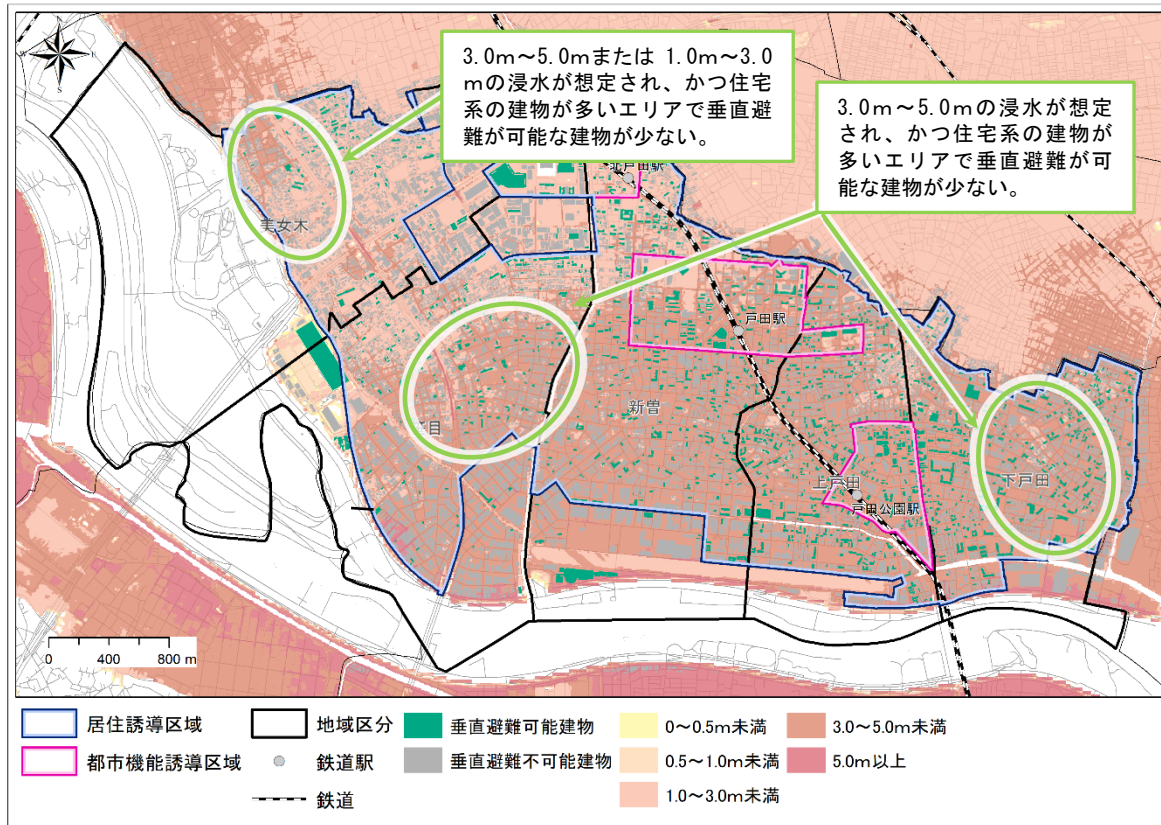 N
W
E
S
3.0m～5.0mまたは 1.0m～3.0
mの浸水が想定され、かつ住宅
系の建物が多いエリアで垂直避
難が可能な建物が少ない。
3.0m～5.0mの浸水が想定
され、かつ住宅系の建物が
多いエリアで垂直避難が可
能な建物が少ない。
北戸田駅
美女木
戸田駅
新曽
目
上戸田
戸田公園駅
下戸田
0 400 800 m
居住誘導区域
地域区分
垂直避難可能建物
0～0.5m未満
3.0～5.0m未満
都市機能誘導区域
鉄道駅
垂直避難不可能建物
0.5～1.0m未満
5.0m以上
鉄道
1.0～3.0m未満